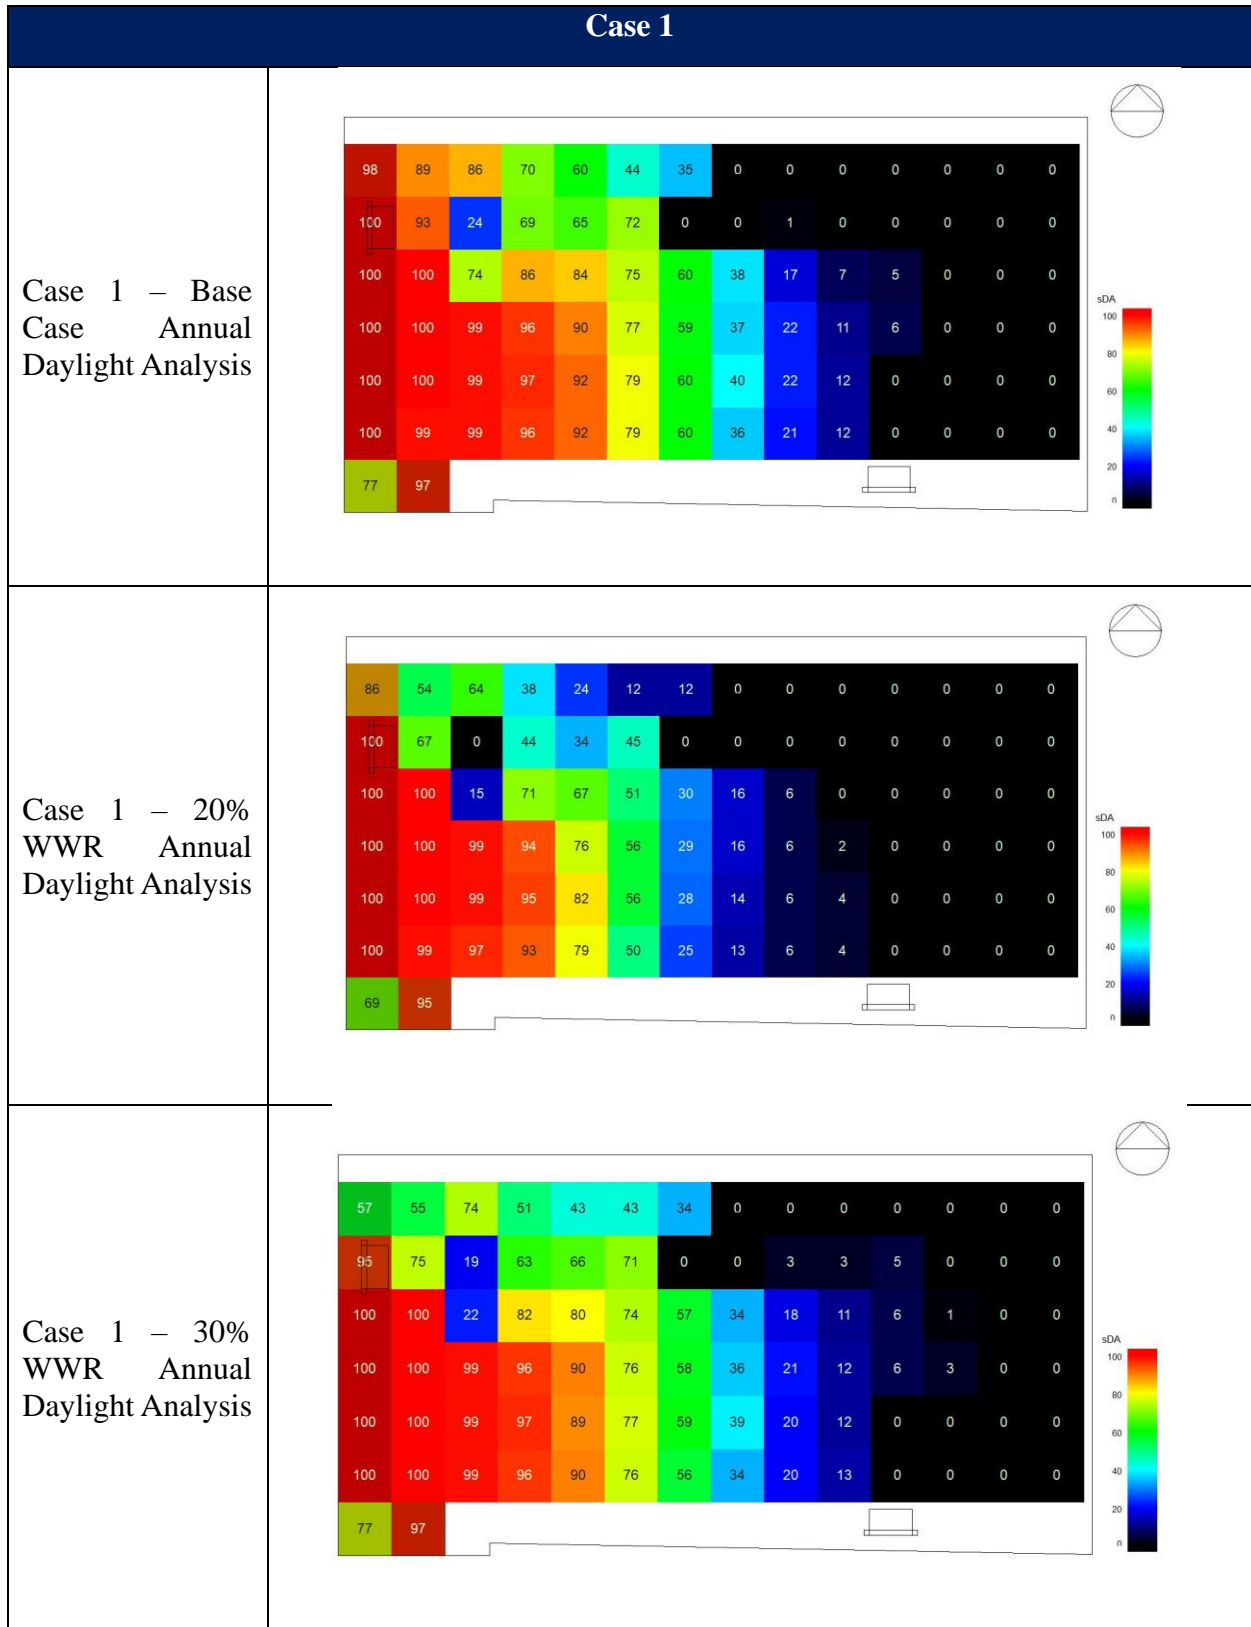 Case 1
Case 1 – Base
Case Annual
Daylight Analysis
98 89 86 70 60 44 35 0 0 0 0 0 0 0
100 93 24 69 65 72 0 0 1 0 0 0 0 0
100 100 74 86 84 75 60 38 17 7 5 0 0 0
100 100 99 96 90 77 59 37 22 11 6 0 0 0
100 100 99 97 92 79 60 40 22 12 0 0 0 0
100 99 99 96 92 79 60 36 21 12 0 0 0 0
77 97
sDA
100
80
60
40
20
0
Case 1 – 20%
WWR Annual
Daylight Analysis
86 54 64 38 24 12 12 0 0 0 0 0 0 0
100 67 0 44 34 45 0 0 0 0 0 0 0 0
100 100 15 71 67 51 30 16 6 0 0 0 0 0
100 100 99 94 76 56 29 16 6 2 0 0 0 0
100 100 99 95 82 56 28 14 6 4 0 0 0 0
100 99 97 93 79 50 25 13 6 4 0 0 0 0
69 95
sDA
100
80
60
40
20
0
Case 1 – 30%
WWR Annual
Daylight Analysis
57 55 74 51 43 43 34 0 0 0 0 0 0 0
95 75 19 63 66 71 0 0 3 3 5 0 0 0
100 100 22 82 80 74 57 34 18 11 6 1 0 0
100 100 99 96 90 76 58 36 21 12 6 3 0 0
100 100 99 97 89 77 59 39 20 12 0 0 0 0
100 100 99 96 90 76 56 34 20 13 0 0 0 0
77 97
sDA
100
80
60
40
20
0